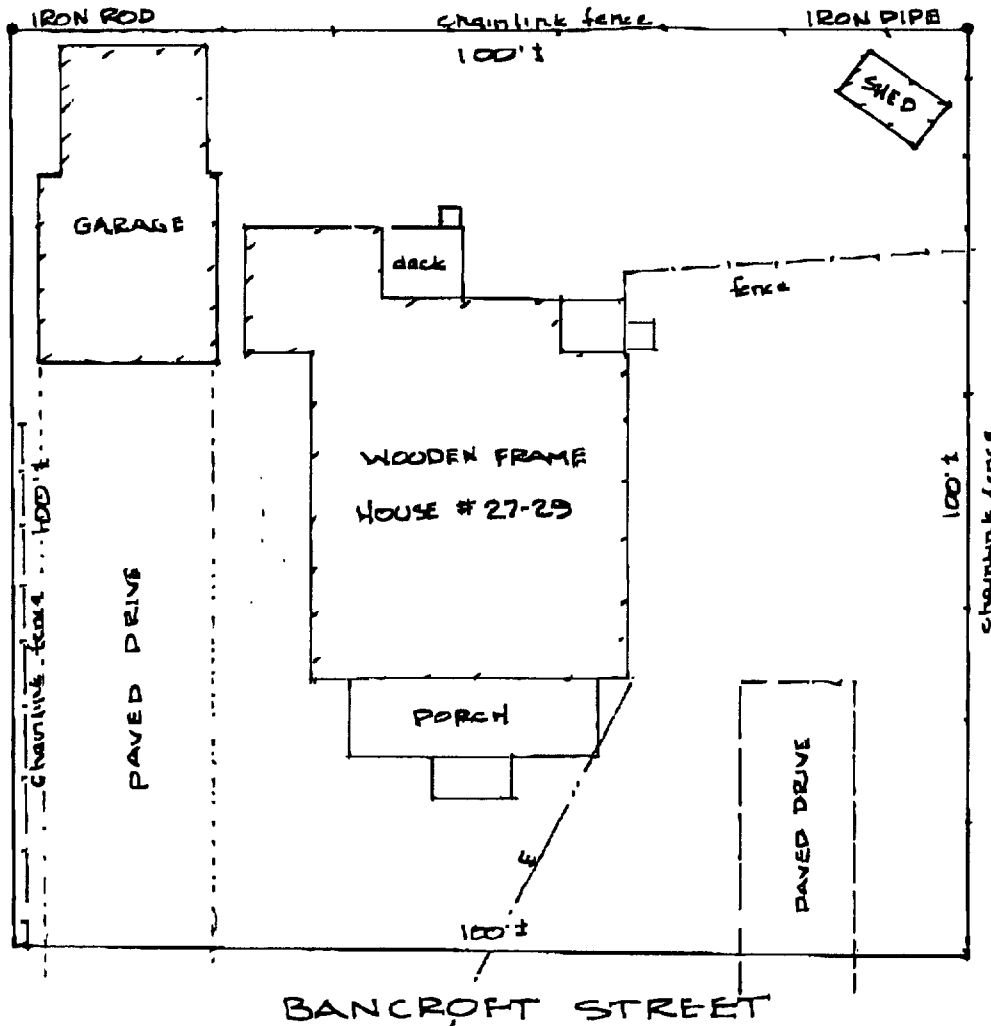 IRON ROD
chainlink fence
IRON PIPE
100'±
SHED
GARAGE
deck
fence
WOODEN FRAME
HOUSE # 27-29
100'±
chainlink fence
100'±
chainlink fence
PAVED DRIVE
PORCH
PAVED DRIVE
E
100'±
BANCROFT STREET